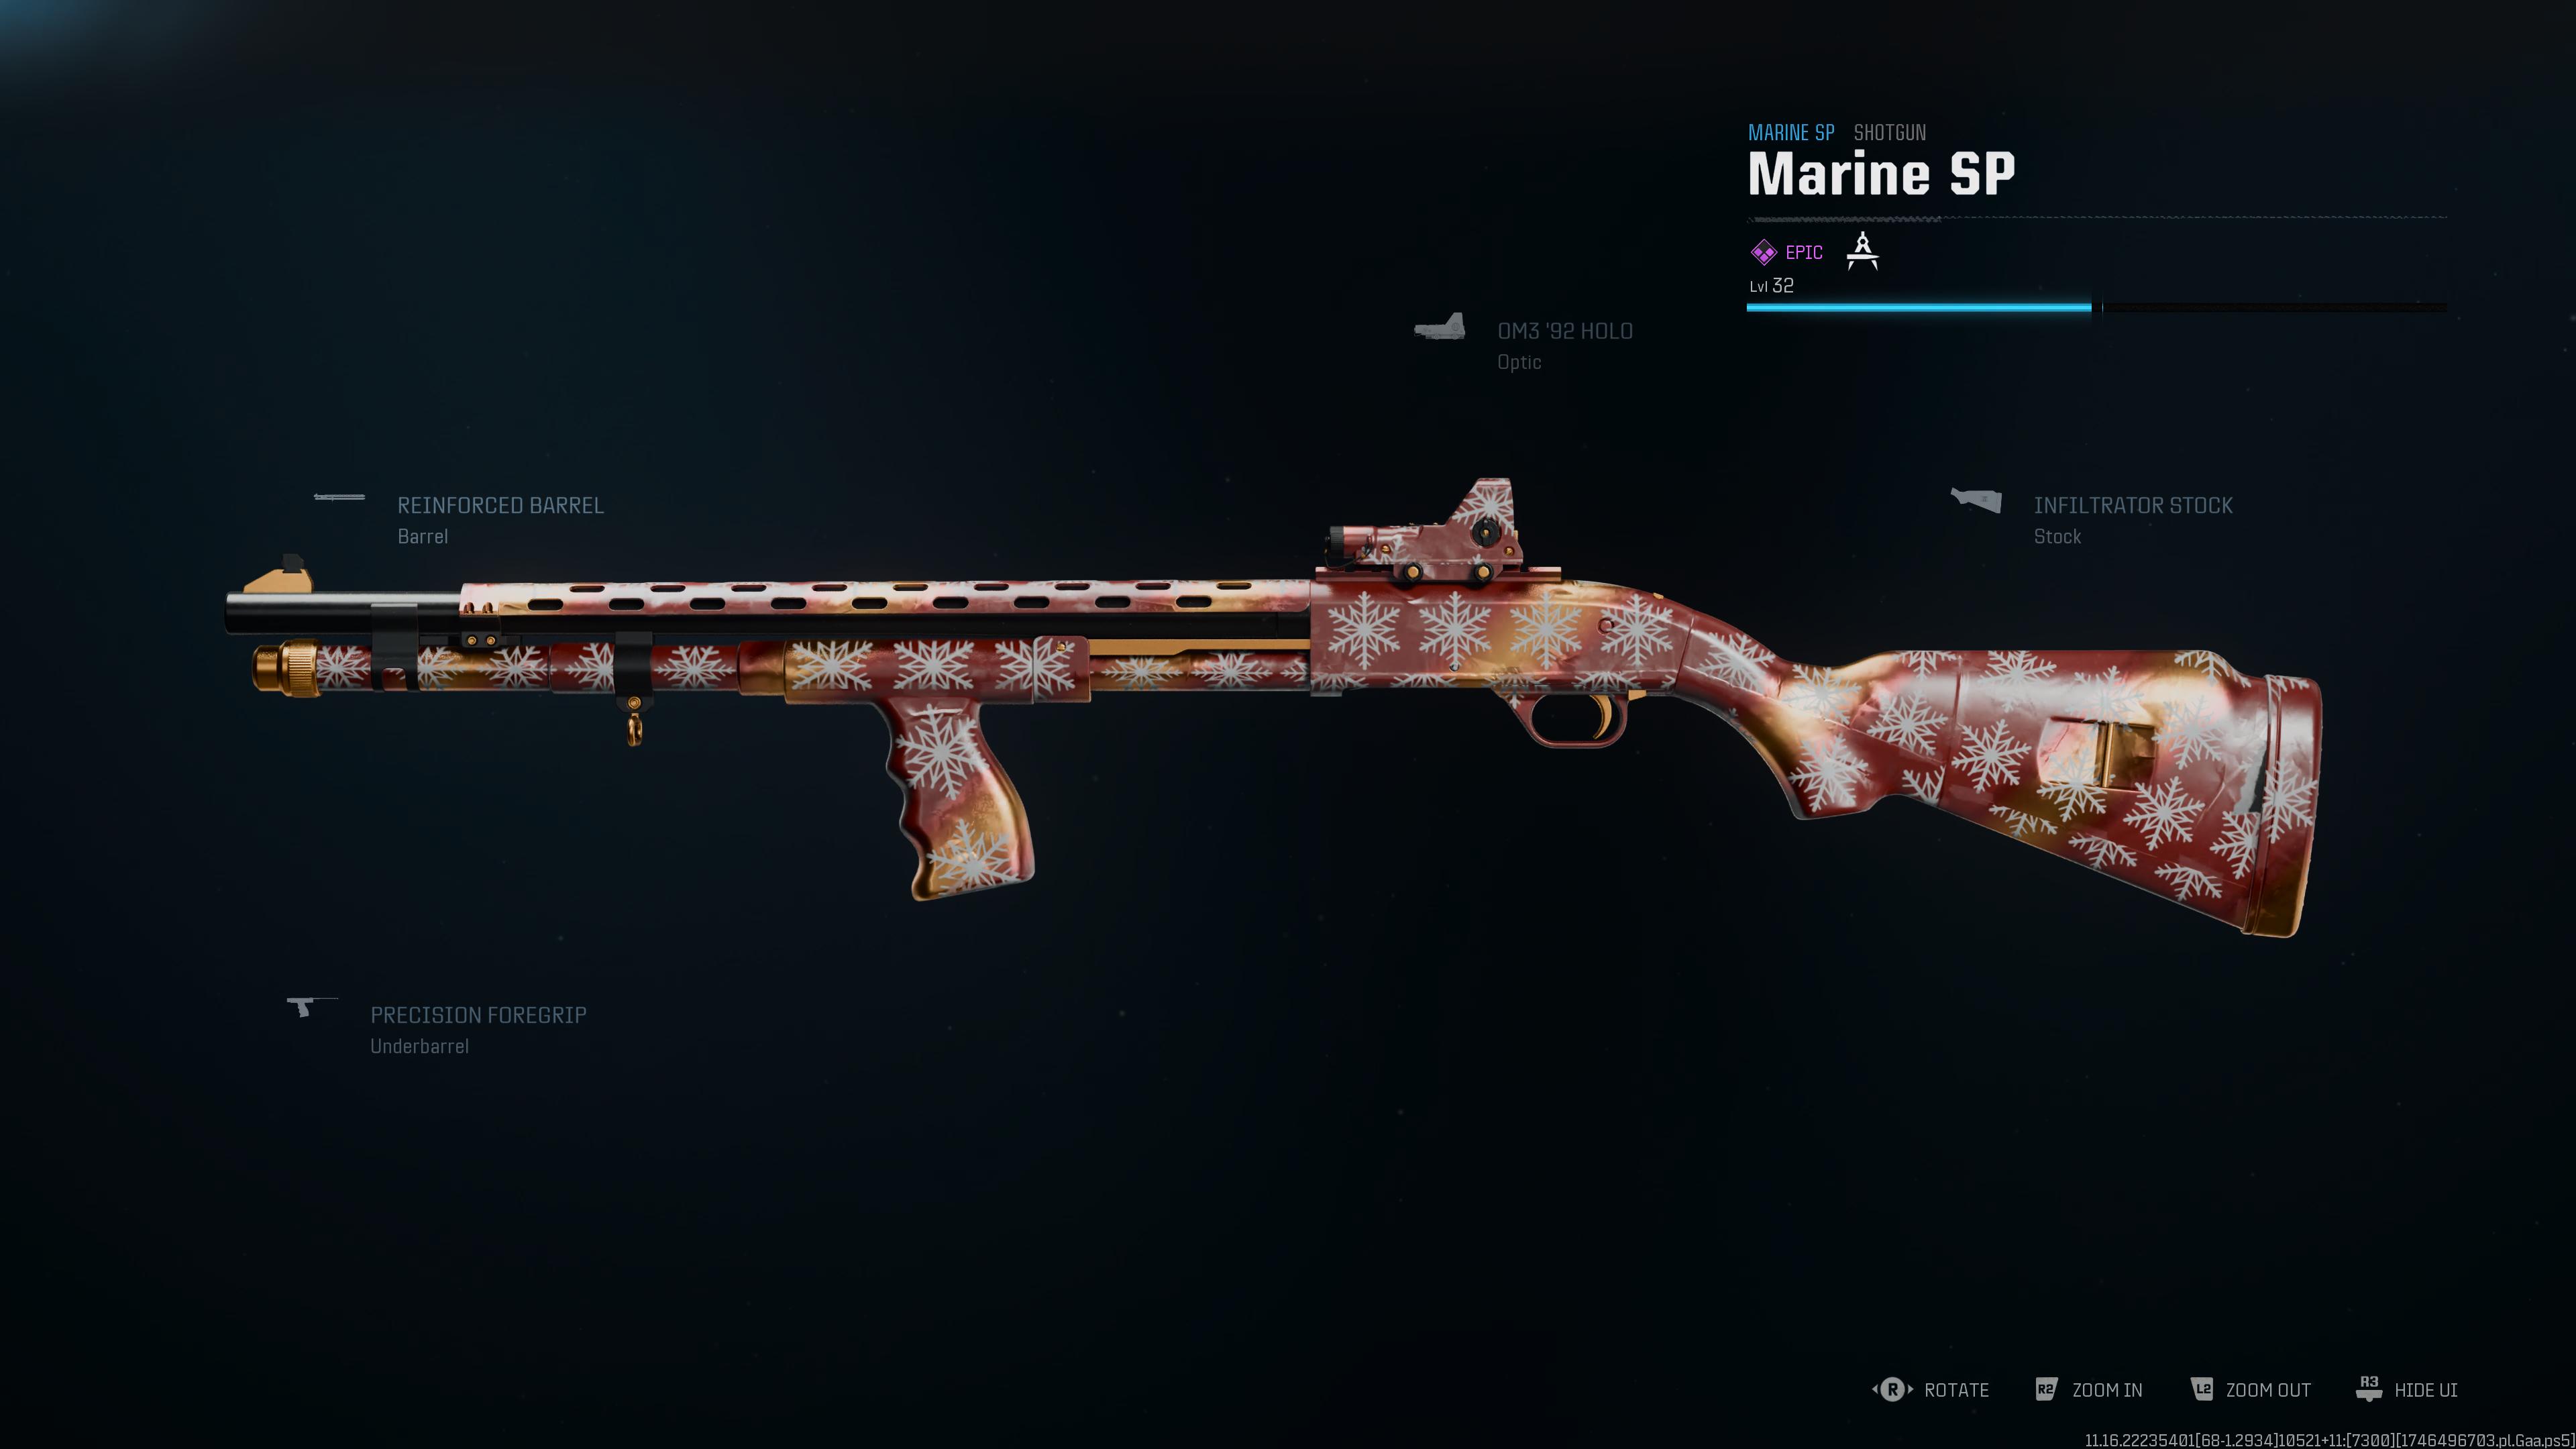 MARINE SP SHOTGUN
Marine SP
EPIC
Lvl 32
OM3 '92 HOLO
Optic
REINFORCED BARREL
Barrel
INFILTRATOR STOCK
Stock
PRECISION FOREGRIP
Underbarrel
R ROTATE R2 ZOOM IN L2 ZOOM OUT R3 HIDE UI
11.16.22235401[68-1.2934]10521+11:[7300][1746496703.pl.Gaa.ps5]